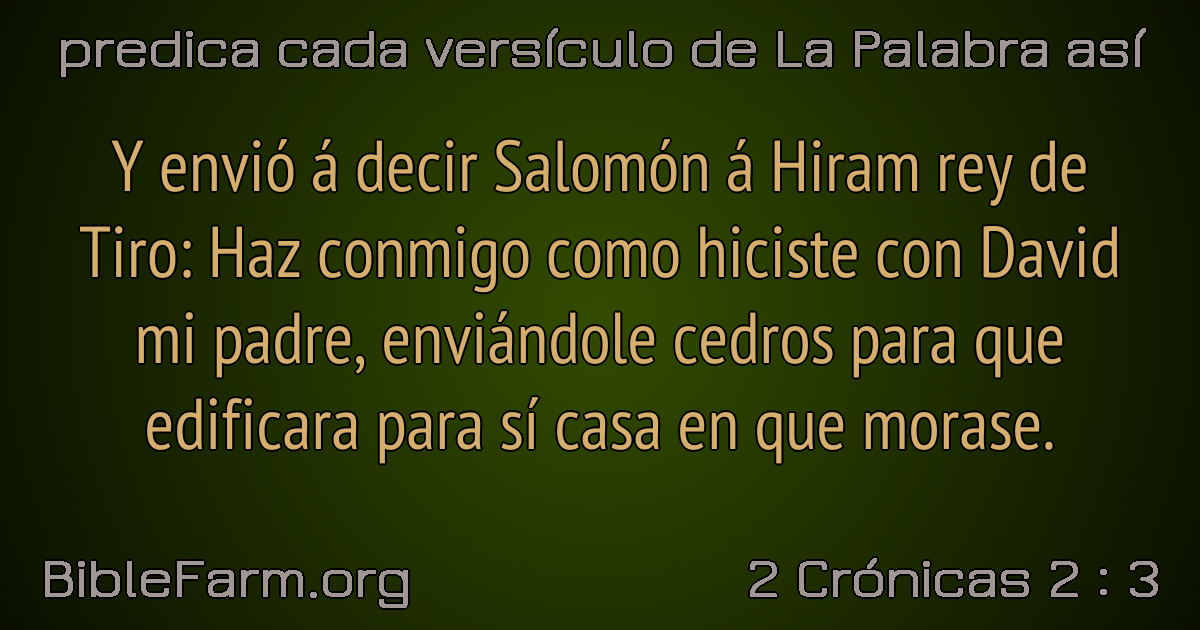 predica cada versículo de La Palabra así
Y envió á decir Salomón á Hiram rey de
Tiro: Haz conmigo como hiciste con David
mi padre, enviándole cedros para que
edificara para sí casa en que morase.
BibleFarm.org
2 Crónicas 2 : 3